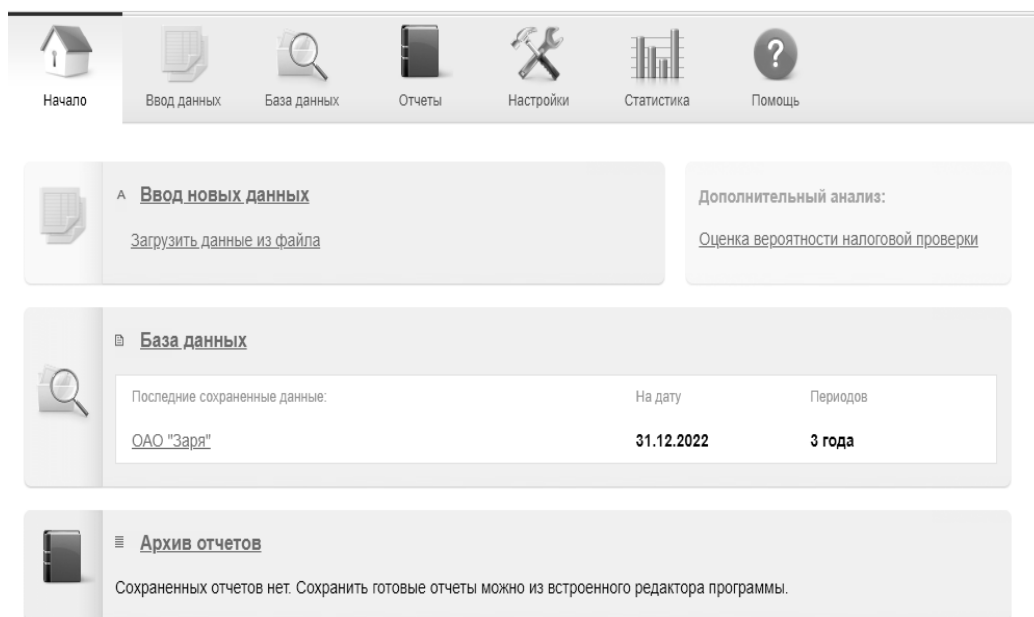 Начало Ввод данных База данных Отчеты Настройки Статистика Помощь
А Ввод новых данных
Загрузить данные из файла
Дополнительный анализ:
Оценка вероятности налоговой проверки
База данных
Последние сохраненные данные: На дату Периодов
ОАО "Заря" 31.12.2022 3 года
Архив отчетов
Сохраненных отчетов нет. Сохранить готовые отчеты можно из встроенного редактора программы.